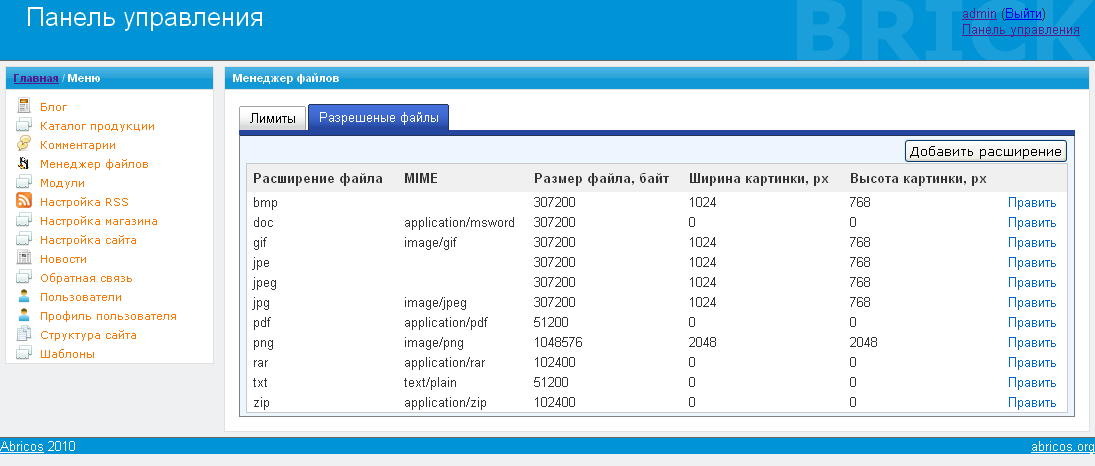 Панель управления
BRICK
admin (Выйти)
Панель управления
Главная / Меню
Блог
Каталог продукции
Комментарии
Менеджер файлов
Модули
Настройка RSS
Настройка магазина
Настройка сайта
Новости
Обратная связь
Пользователи
Профиль пользователя
Структура сайта
Шаблоны
Менеджер файлов
Лимиты Разрешеные файлы
Добавить расширение
Расширение файла MIME Размер файла, байт Ширина картинки, px Высота картинки, px
bmp 307200 1024 768 Править
doc application/msword 307200 0 0 Править
gif image/gif 307200 1024 768 Править
jpe 307200 1024 768 Править
jpeg 307200 1024 768 Править
jpg image/jpeg 307200 1024 768 Править
pdf application/pdf 51200 0 0 Править
png image/png 1048576 2048 2048 Править
rar application/rar 102400 0 0 Править
txt text/plain 51200 0 0 Править
zip application/zip 102400 0 0 Править
Abricos 2010 abricos.org